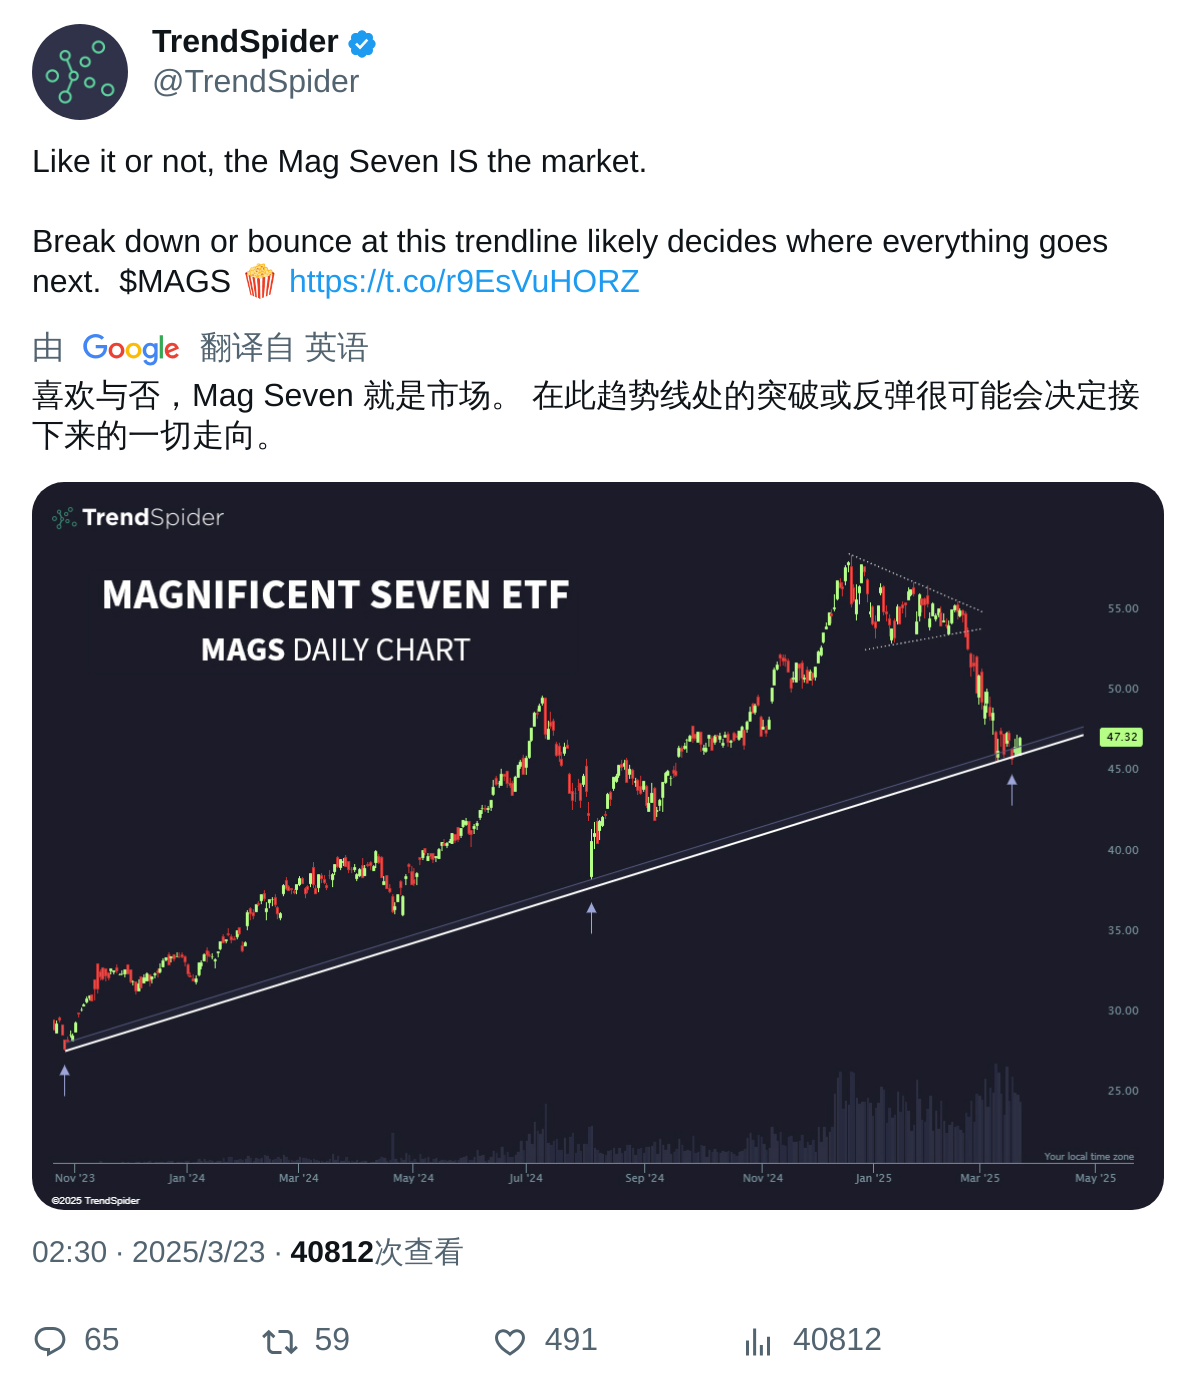 TrendSpider
@TrendSpider
Like it or not, the Mag Seven IS the market.
Break down or bounce at this trendline likely decides where everything goes
next. $MAGS 🍿 https://t.co/r9EsVuHORZ
由 Google 翻译自 英语
喜欢与否，Mag Seven 就是市场。 在此趋势线处的突破或反弹很可能会决定接
下来的一切走向。
TrendSpider
MAGNIFICENT SEVEN ETF
MAGS DAILY CHART
55.00
50.00
47.32
45.00
40.00
35.00
30.00
25.00
Your local time zone
Nov '23 Jan '24 Mar '24 May '24 Jul '24 Sep '24 Nov '24 Jan '25 Mar '25 May '25
©2025 TrendSpider
02:30 · 2025/3/23 · 40812次查看
65 59 491 40812